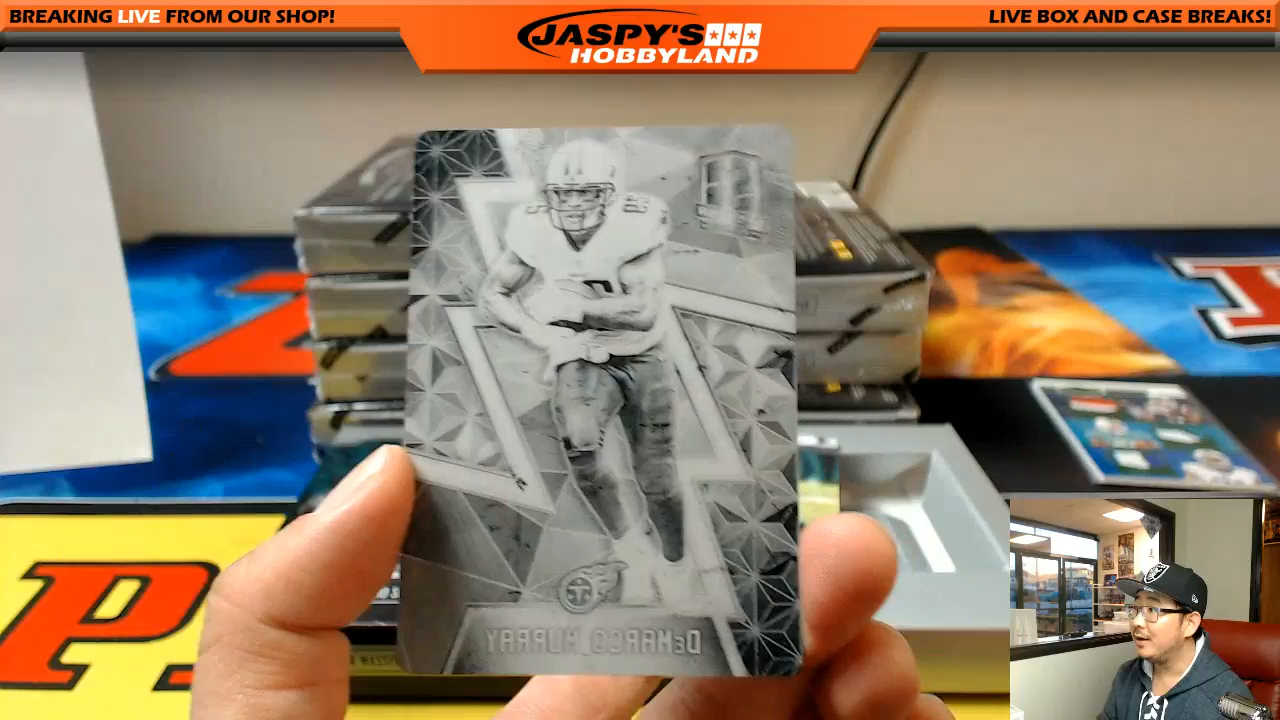 BREAKING LIVE FROM OUR SHOP!
JASPY'S
HOBBYLAND
LIVE BOX AND CASE BREAKS!
DeMARCO MURRAY